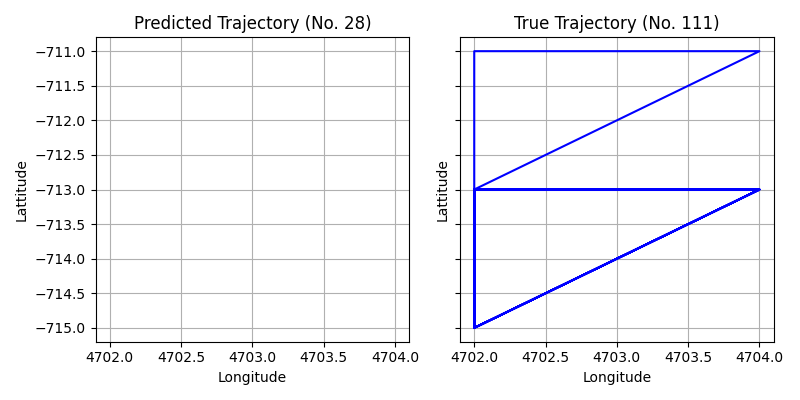 Predicted Trajectory (No. 28)
True Trajectory (No. 111)
Lattitude
−711.0
−711.5
−712.0
−712.5
−713.0
−713.5
−714.0
−714.5
−715.0
4702.0 4702.5 4703.0 4703.5 4704.0
Longitude
Lattitude
4702.0 4702.5 4703.0 4703.5 4704.0
Longitude